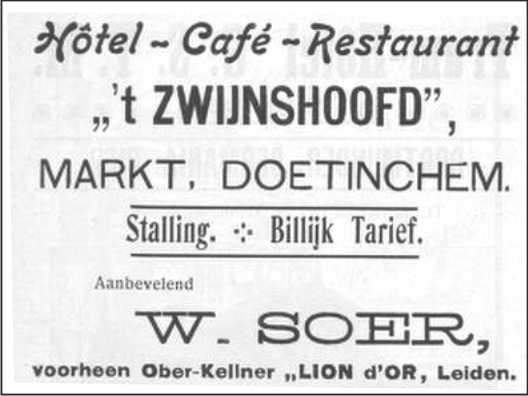 Hôtel - Café - Restaurant
„'t ZWIJNSHOOFD”,
MARKT, DOETINCHEM.
Stalling. ⁘ Billijk Tarief.
Aanbevelend
W. SOER,
voorheen Ober-Kellner „LION d'OR, Leiden.